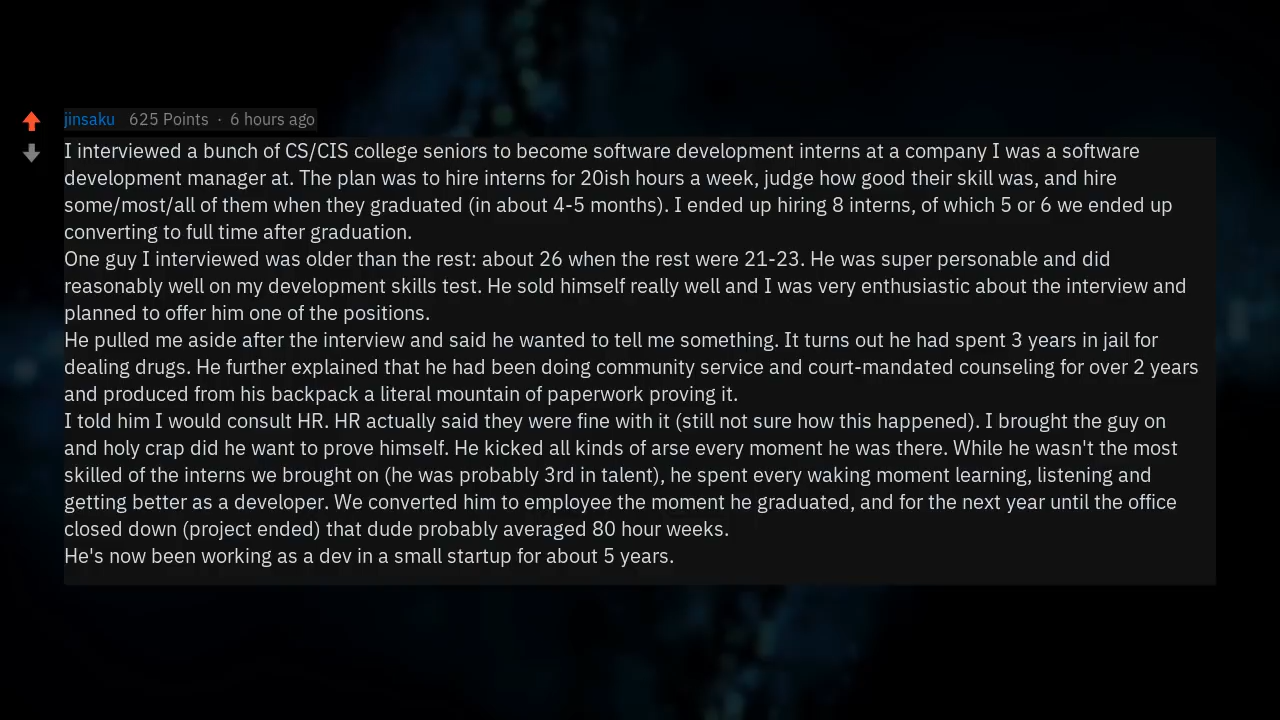 jinsaku 625 Points · 6 hours ago
I interviewed a bunch of CS/CIS college seniors to become software development interns at a company I was a software
development manager at. The plan was to hire interns for 20ish hours a week, judge how good their skill was, and hire
some/most/all of them when they graduated (in about 4-5 months). I ended up hiring 8 interns, of which 5 or 6 we ended up
converting to full time after graduation.
One guy I interviewed was older than the rest: about 26 when the rest were 21-23. He was super personable and did
reasonably well on my development skills test. He sold himself really well and I was very enthusiastic about the interview and
planned to offer him one of the positions.
He pulled me aside after the interview and said he wanted to tell me something. It turns out he had spent 3 years in jail for
dealing drugs. He further explained that he had been doing community service and court-mandated counseling for over 2 years
and produced from his backpack a literal mountain of paperwork proving it.
I told him I would consult HR. HR actually said they were fine with it (still not sure how this happened). I brought the guy on
and holy crap did he want to prove himself. He kicked all kinds of arse every moment he was there. While he wasn't the most
skilled of the interns we brought on (he was probably 3rd in talent), he spent every waking moment learning, listening and
getting better as a developer. We converted him to employee the moment he graduated, and for the next year until the office
closed down (project ended) that dude probably averaged 80 hour weeks.
He's now been working as a dev in a small startup for about 5 years.